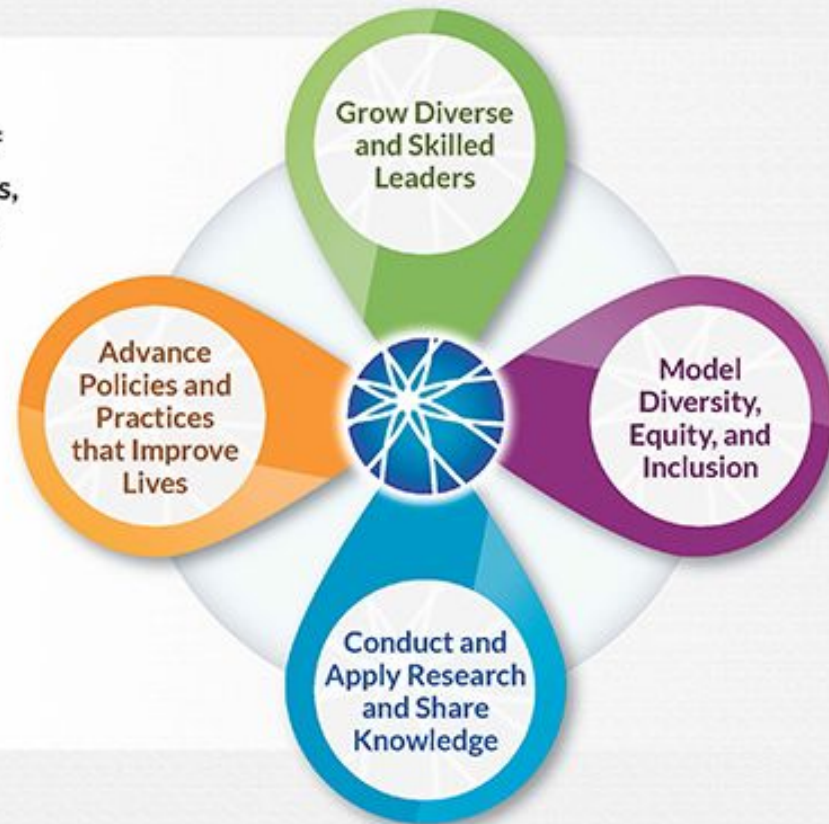 Grow Diverse
and Skilled
Leaders
Advance
Policies and
Practices
that Improve
Lives
Model
Diversity,
Equity, and
Inclusion
Conduct and
Apply Research
and Share
Knowledge